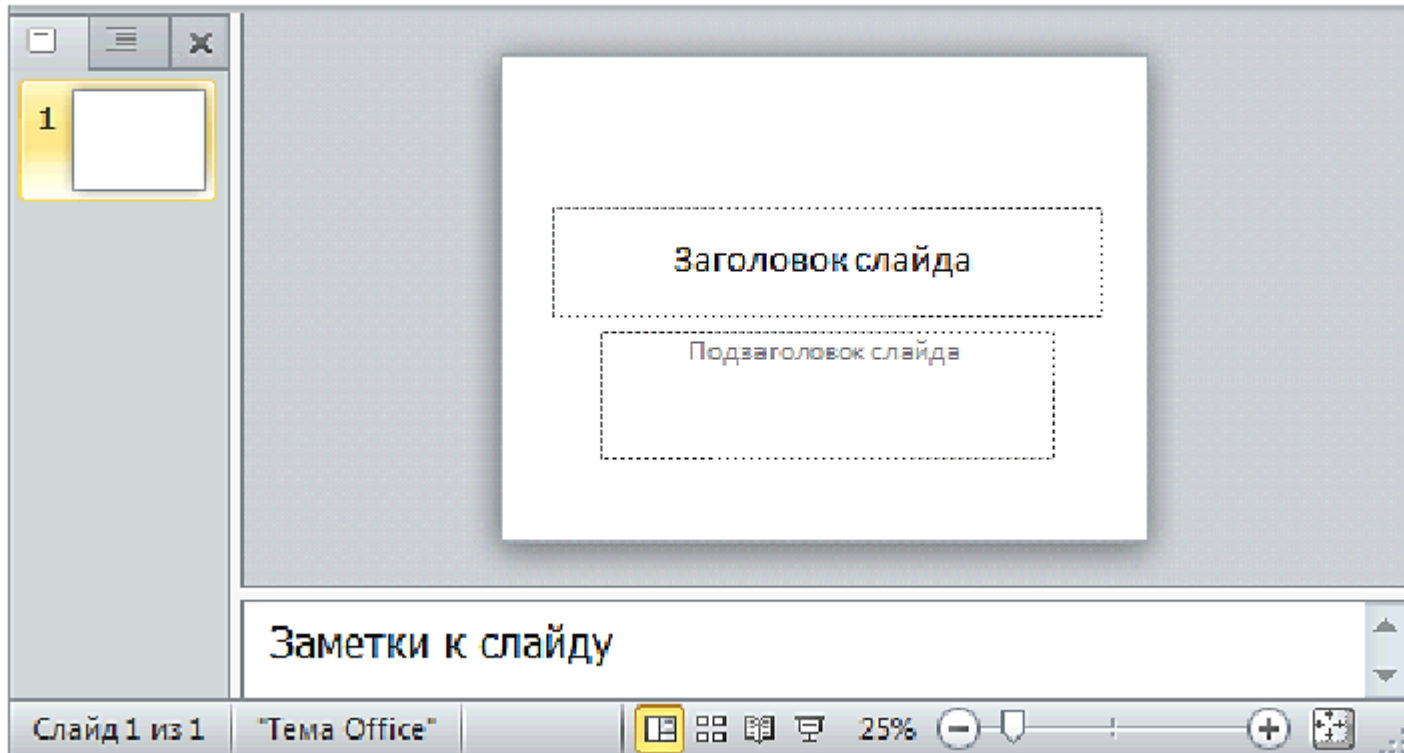 1
Заголовок слайда
Подзаголовок слайда
Заметки к слайду
Слайд 1 из 1 "Тема Office" 25%